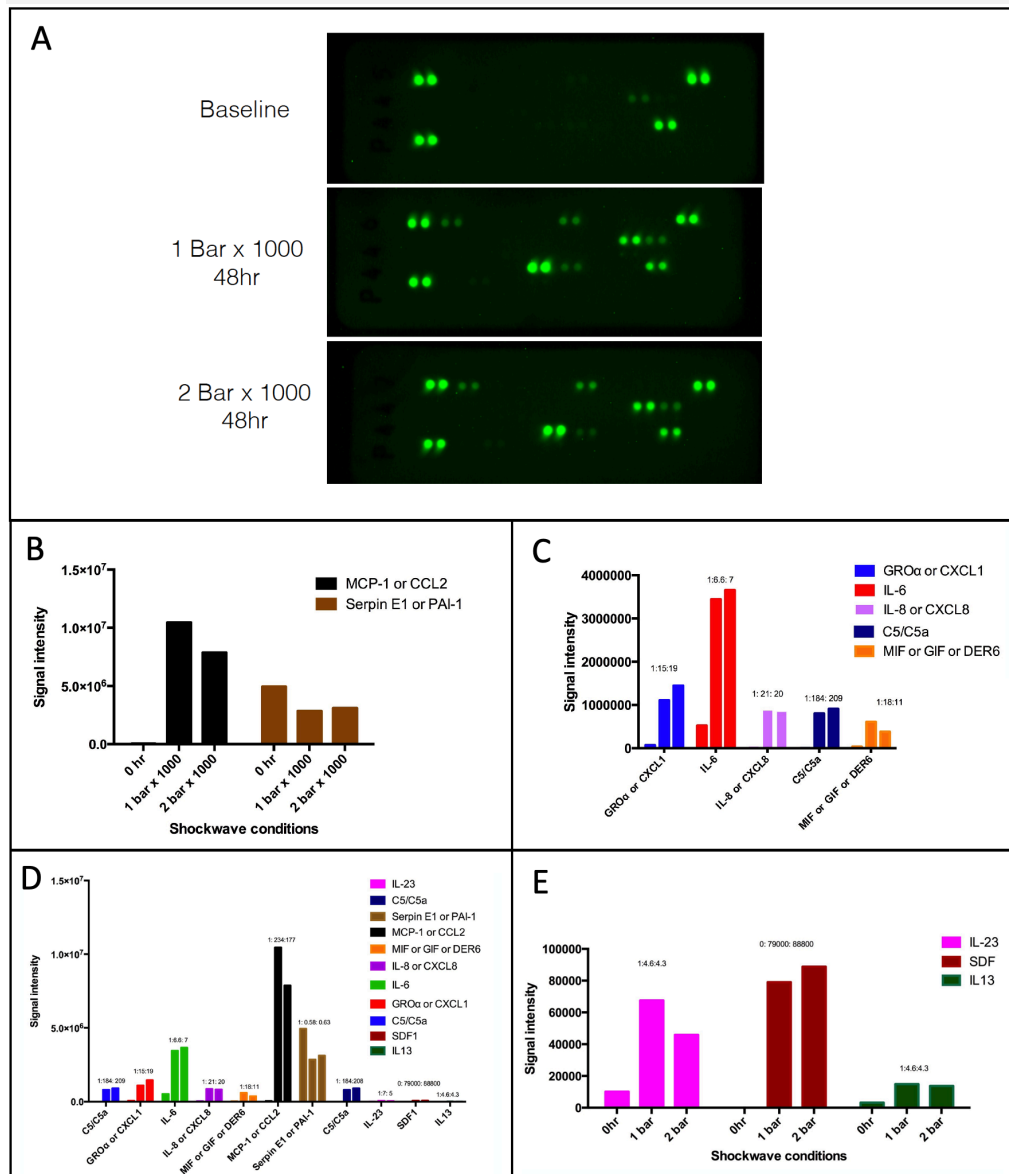 A
Baseline
1 Bar x 1000
48hr
2 Bar x 1000
48hr
B
1.5×10⁷
1.0×10⁷
5.0×10⁶
0.0
Signal intensity
MCP-1 or CCL2
Serpin E1 or PAI-1
0 hr
1 bar x 1000
2 bar x 1000
0 hr
1 bar x 1000
2 bar x 1000
Shockwave conditions
C
4000000
3000000
2000000
1000000
0
Signal intensity
1:15:19
1:6.6: 7
1: 21: 20
1:184: 209
1:18:11
GROα or CXCL1
IL-6
IL-8 or CXCL8
C5/C5a
MIF or GIF or DER6
GROα or CXCL1
IL-6
IL-8 or CXCL8
C5/C5a
MIF or GIF or DER6
D
1.5×10⁷
1.0×10⁷
5.0×10⁶
0.0
Signal intensity
1:184: 209
1:15:19
1:6.6: 7
1: 21: 20
1:18:11
1: 234:177
1: 0.58: 0.63
1:184:208
1:7: 5
0: 79000: 88800
1:4.6:4.3
IL-23
C5/C5a
Serpin E1 or PAI-1
MCP-1 or CCL2
MIF or GIF or DER6
IL-8 or CXCL8
IL-6
GROα or CXCL1
C5/C5a
SDF1
IL13
C5/C5a
GROα or CXCL1
IL-6
IL-8 or CXCL8
MIF or GIF or DER6
MCP-1 or CCL2
Serpin E1 or PAI-1
C5/C5a
IL-23
SDF1
IL13
Shockwave conditions
E
100000
80000
60000
40000
20000
0
Signal intensity
1:4.6:4.3
0: 79000: 88800
1:4.6:4.3
IL-23
SDF
IL13
0hr
1 bar
2 bar
0hr
1 bar
2 bar
0hr
1 bar
2 bar
Shockwave conditions